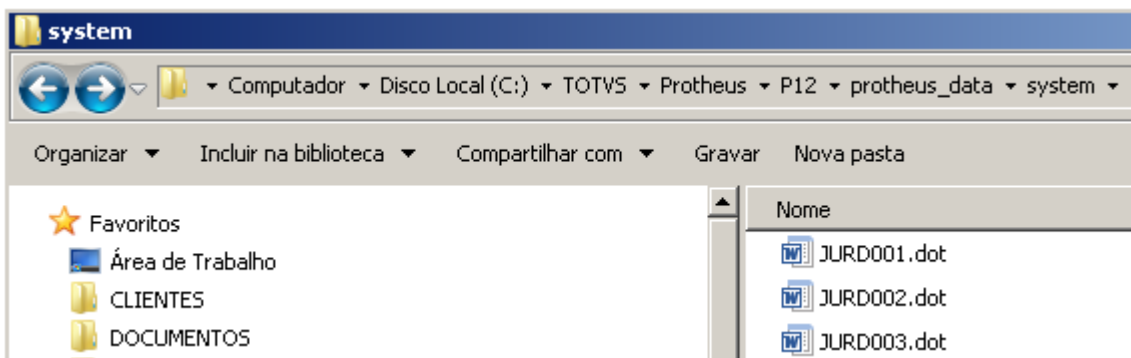 system
Computador Disco Local (C:) TOTVS Protheus P12 protheus_data system
Organizar Incluir na biblioteca Compartilhar com Gravar Nova pasta
Favoritos
Área de Trabalho
CLIENTES
DOCUMENTOS
Nome
JURD001.dot
JURD002.dot
JURD003.dot